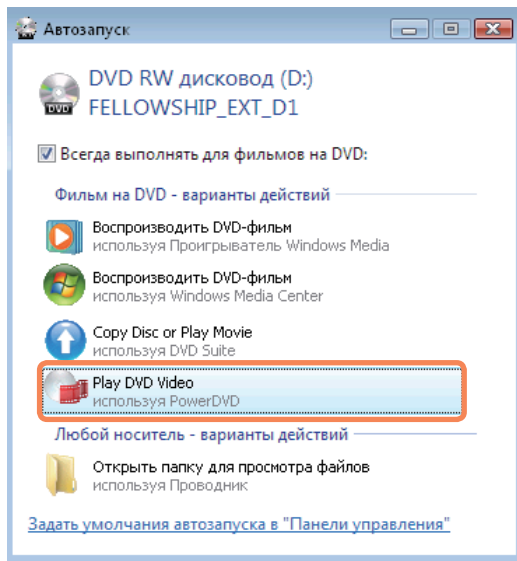 Автозапуск
DVD RW дисковод (D:)
FELLOWSHIP_EXT_D1
DVD
Всегда выполнять для фильмов на DVD:
Фильм на DVD - варианты действий
Воспроизводить DVD-фильм
используя Проигрыватель Windows Media
Воспроизводить DVD-фильм
используя Windows Media Center
Copy Disc or Play Movie
используя DVD Suite
Play DVD Video
используя PowerDVD
Любой носитель - варианты действий
Открыть папку для просмотра файлов
используя Проводник
Задать умолчания автозапуска в "Панели управления"